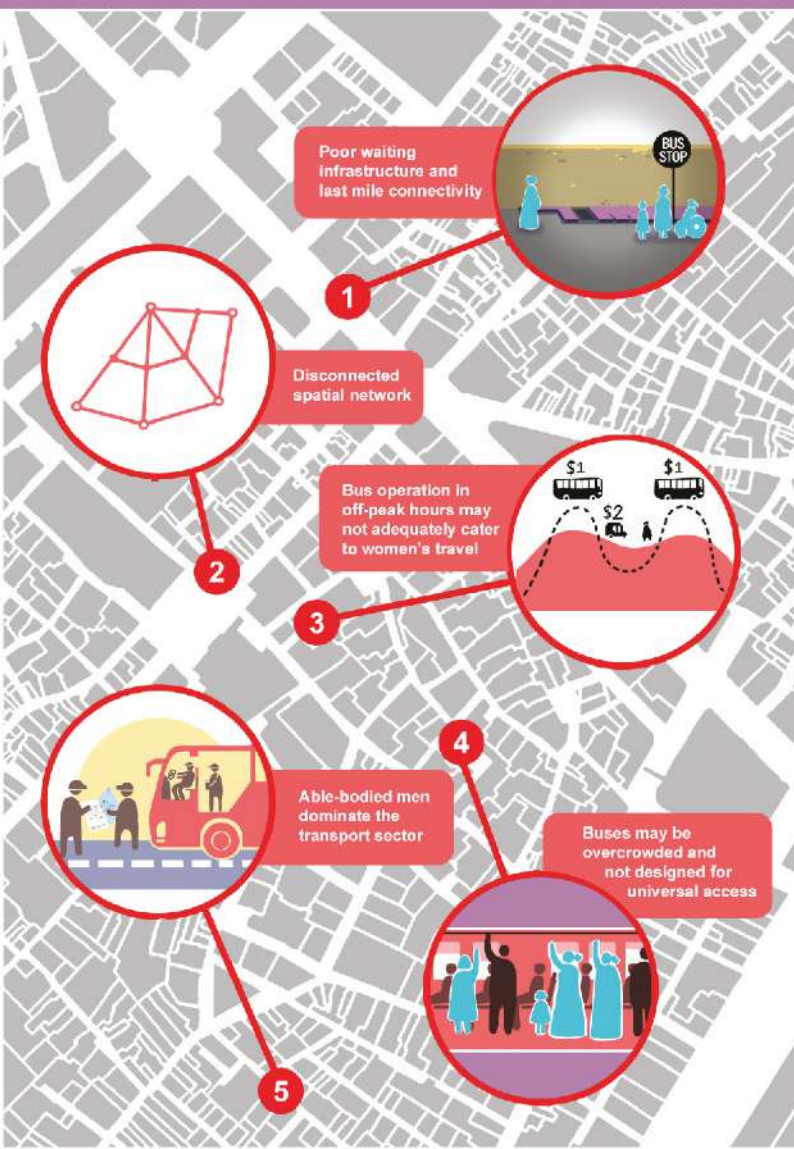 Poor waiting
infrastructure and
last mile connectivity
BUS
STOP
1
Disconnected
spatial network
2
Bus operation in
off-peak hours may
not adequately cater
to women's travel
$1
$1
$2
3
4
Buses may be
overcrowded and
not designed for
universal access
Able-bodied men
dominate the
transport sector
5